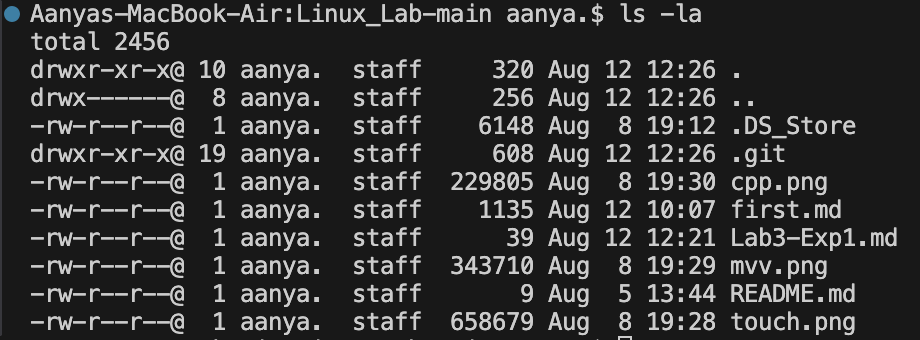 Aanyas-MacBook-Air:Linux_Lab-main aanya.$ ls -la
total 2456
drwxr-xr-x@ 10 aanya.  staff     320 Aug 12 12:26 .
drwx------@  8 aanya.  staff     256 Aug 12 12:26 ..
-rw-r--r--@  1 aanya.  staff    6148 Aug  8 19:12 .DS_Store
drwxr-xr-x@ 19 aanya.  staff     608 Aug 12 12:26 .git
-rw-r--r--@  1 aanya.  staff  229805 Aug  8 19:30 cpp.png
-rw-r--r--@  1 aanya.  staff    1135 Aug 12 10:07 first.md
-rw-r--r--@  1 aanya.  staff      39 Aug 12 12:21 Lab3-Exp1.md
-rw-r--r--@  1 aanya.  staff  343710 Aug  8 19:29 mvv.png
-rw-r--r--@  1 aanya.  staff       9 Aug  5 13:44 README.md
-rw-r--r--@  1 aanya.  staff  658679 Aug  8 19:28 touch.png